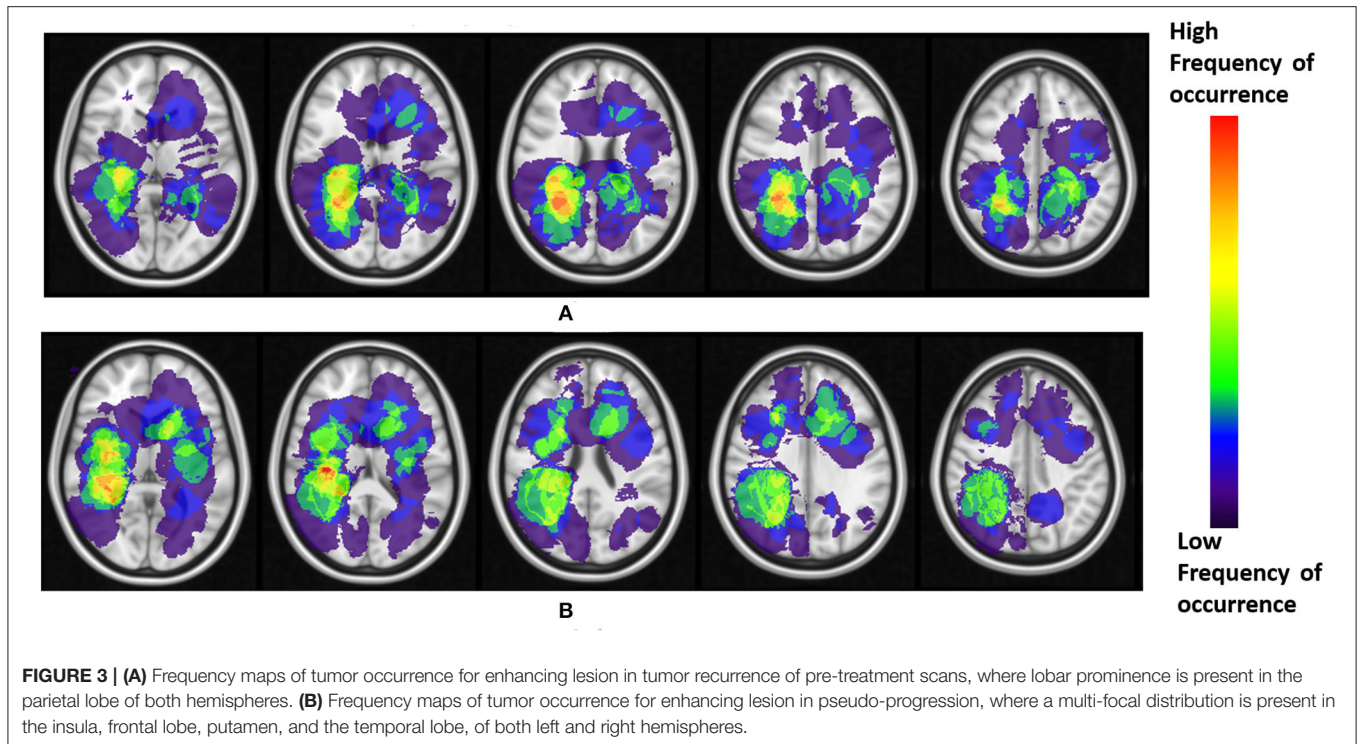 High
Frequency of
occurrence
A
Low
Frequency of
occurrence
B
FIGURE 3 | (A) Frequency maps of tumor occurrence for enhancing lesion in tumor recurrence of pre-treatment scans, where lobar prominence is present in the
parietal lobe of both hemispheres. (B) Frequency maps of tumor occurrence for enhancing lesion in pseudo-progression, where a multi-focal distribution is present in
the insula, frontal lobe, putamen, and the temporal lobe, of both left and right hemispheres.